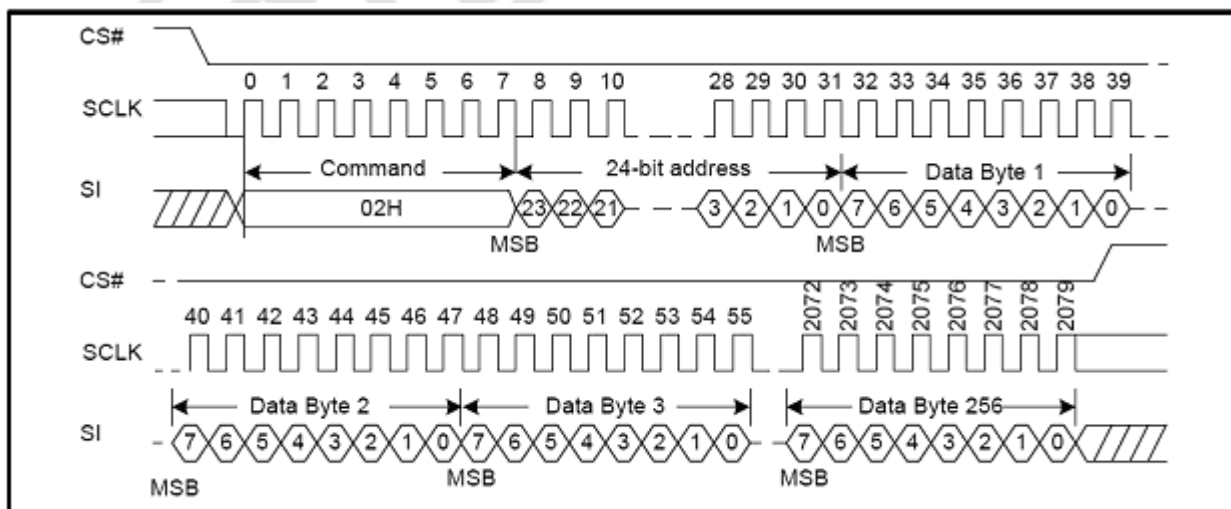 CS#
0 1 2 3 4 5 6 7 8 9 10 28 29 30 31 32 33 34 35 36 37 38 39
SCLK
Command 24-bit address Data Byte 1
SI 02H 23 22 21 3 2 1 0 7 6 5 4 3 2 1 0
MSB MSB
CS#
40 41 42 43 44 45 46 47 48 49 50 51 52 53 54 55 2072 2073 2074 2075 2076 2077 2078 2079
SCLK
Data Byte 2 Data Byte 3 Data Byte 256
SI 7 6 5 4 3 2 1 0 7 6 5 4 3 2 1 0 7 6 5 4 3 2 1 0
MSB MSB MSB